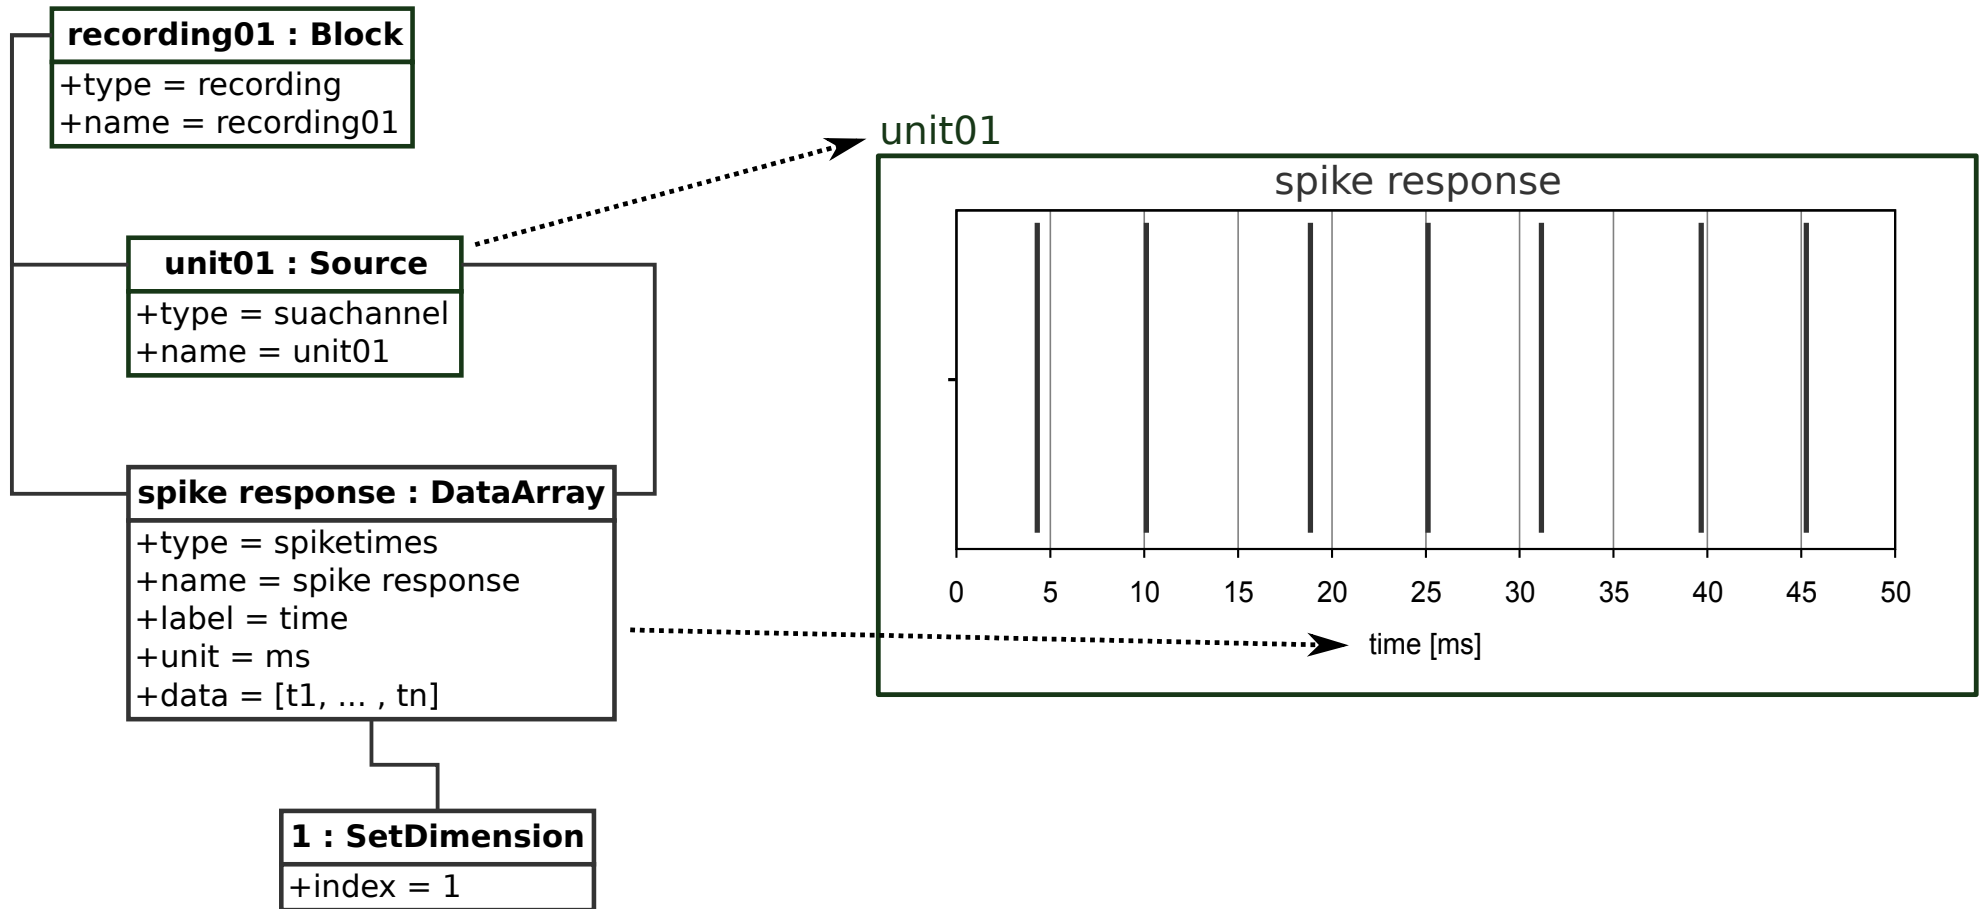 recording01 : Block
+type = recording
+name = recording01
unit01 : Source
+type = suachannel
+name = unit01
spike response : DataArray
+type = spiketimes
+name = spike response
+label = time
+unit = ms
+data = [t1, ... , tn]
1 : SetDimension
+index = 1
unit01
spike response
0 5 10 15 20 25 30 35 40 45 50
time [ms]